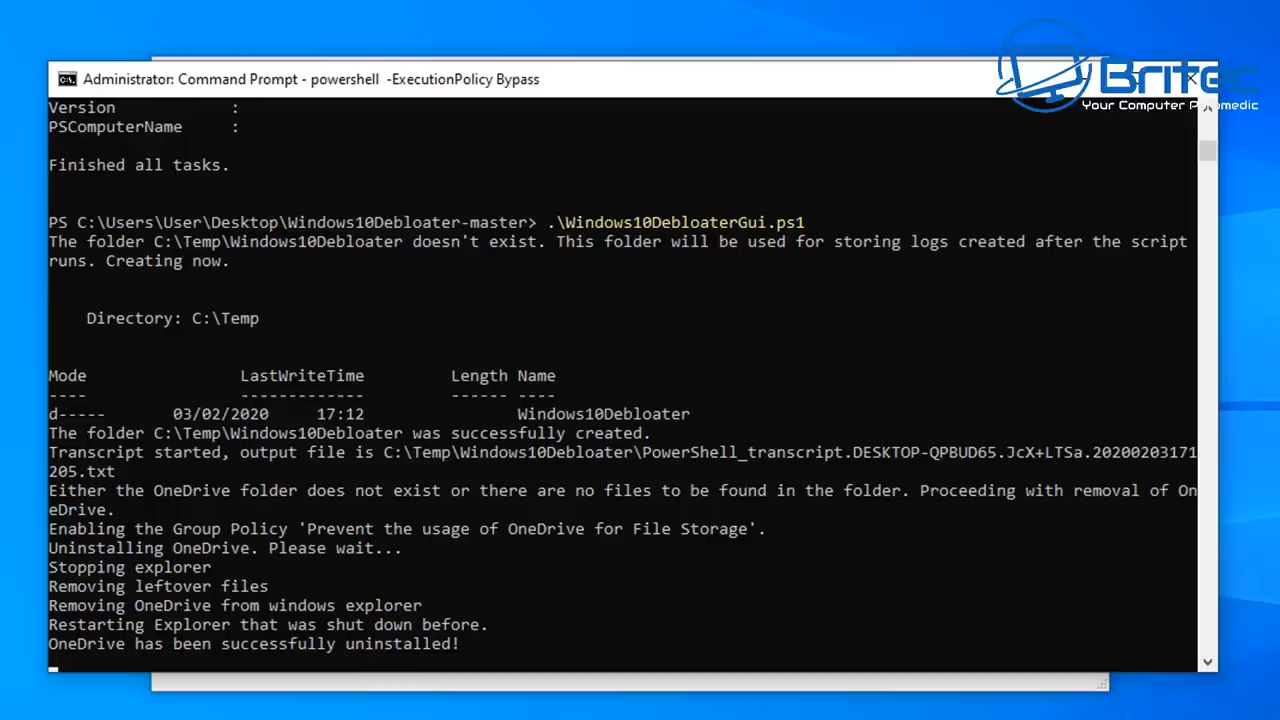 Administrator: Command Prompt - powershell  -ExecutionPolicy Bypass
Britec
Your Computer Paramedic
Version            :
PSComputerName     :
Finished all tasks.
PS C:\Users\User\Desktop\Windows10Debloater-master> .\Windows10DebloaterGui.ps1
The folder C:\Temp\Windows10Debloater doesn't exist. This folder will be used for storing logs created after the script
runs. Creating now.
Directory: C:\Temp
Mode                LastWriteTime         Length Name
----                -------------         ------ ----
d-----       03/02/2020     17:12                Windows10Debloater
The folder C:\Temp\Windows10Debloater was successfully created.
Transcript started, output file is C:\Temp\Windows10Debloater\PowerShell_transcript.DESKTOP-QPBUD65.JcX+LTSa.20200203171
205.txt
Either the OneDrive folder does not exist or there are no files to be found in the folder. Proceeding with removal of On
eDrive.
Enabling the Group Policy 'Prevent the usage of OneDrive for File Storage'.
Uninstalling OneDrive. Please wait...
Stopping explorer
Removing leftover files
Removing OneDrive from windows explorer
Restarting Explorer that was shut down before.
OneDrive has been successfully uninstalled!